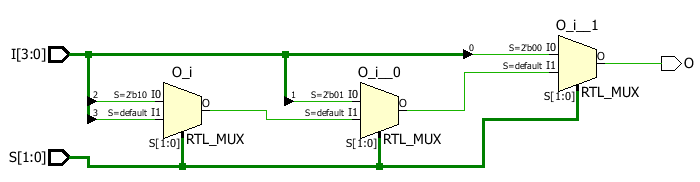 O_i__1
I[3:0]
0
S=2'b00 I0
O
S=default I1
O
O_i
O_i__0
S[1:0]
RTL_MUX
2
S=2'b10 I0
1
S=2'b01 I0
3
S=default I1
O
S=default I1
O
S[1:0]
RTL_MUX
S[1:0]
RTL_MUX
S[1:0]